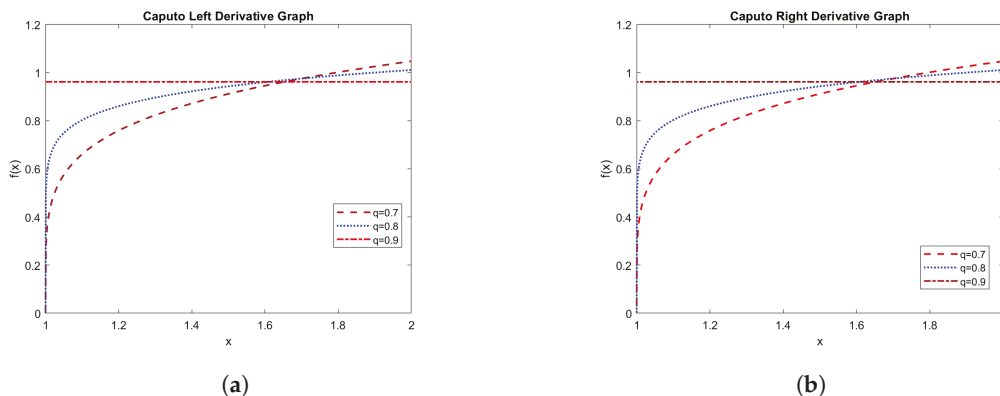 Caputo Left Derivative Graph
1.2
1
0.8
0.6
0.4
0.2
0
f(x)
1
1.2
1.4
1.6
1.8
2
x
q=0.7
q=0.8
q=0.9
(a)
Caputo Right Derivative Graph
1.2
1
0.8
0.6
0.4
0.2
0
f(x)
1
1.2
1.4
1.6
1.8
x
q=0.7
q=0.8
q=0.9
(b)